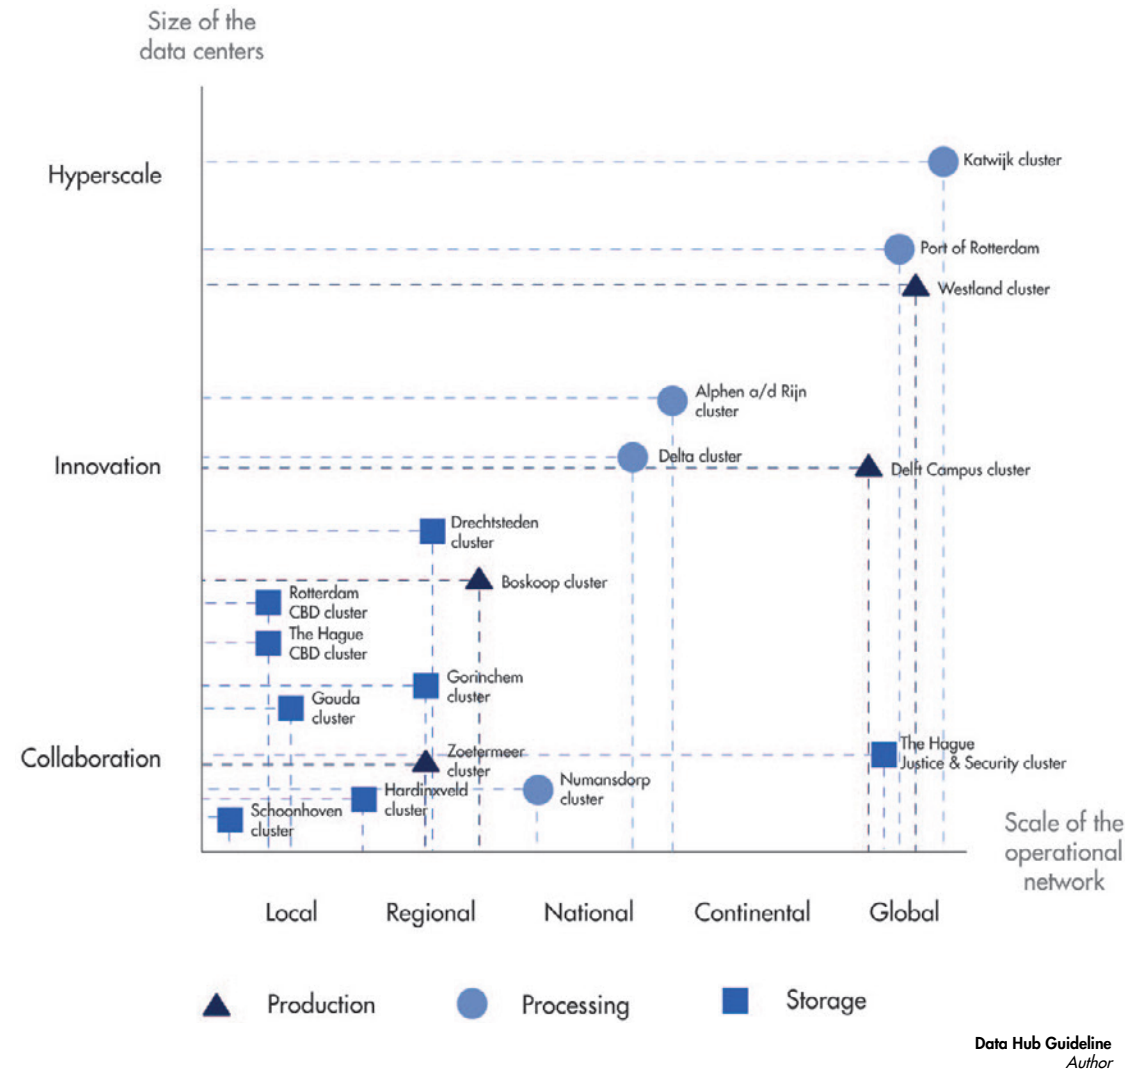 Size of the
data centers
Hyperscale
Katwijk cluster
Port of Rotterdam
Westland cluster
Alphen a/d Rijn
cluster
Innovation
Delta cluster
Delft Campus cluster
Drechtsteden
cluster
Boskoop cluster
Rotterdam
CBD cluster
The Hague
CBD cluster
Gorinchem
cluster
Gouda
cluster
Collaboration
Zoetermeer
cluster
The Hague
Justice & Security cluster
Numansdorp
cluster
Hardinxveld
cluster
Schoonhoven
cluster
Scale of the
operational
network
Local
Regional
National
Continental
Global
Production
Processing
Storage
Data Hub Guideline
Author